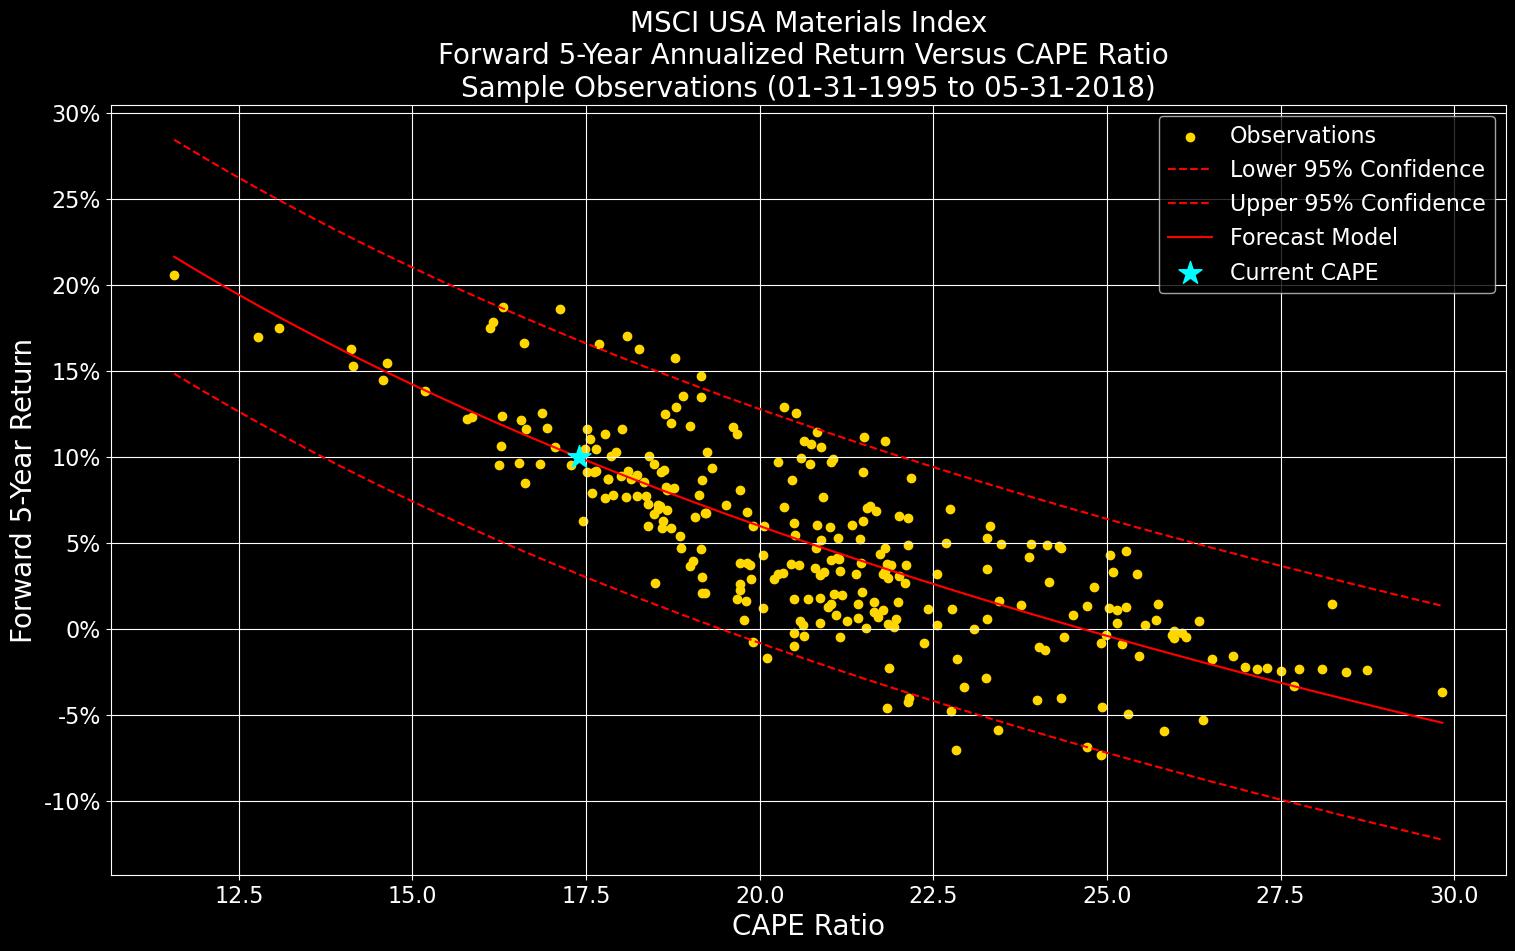 MSCI USA Materials Index
Forward 5-Year Annualized Return Versus CAPE Ratio
Sample Observations (01-31-1995 to 05-31-2018)
30%
25%
20%
15%
10%
5%
0%
-5%
-10%
Forward 5-Year Return
Observations
Lower 95% Confidence
Upper 95% Confidence
Forecast Model
Current CAPE
12.5 15.0 17.5 20.0 22.5 25.0 27.5 30.0
CAPE Ratio